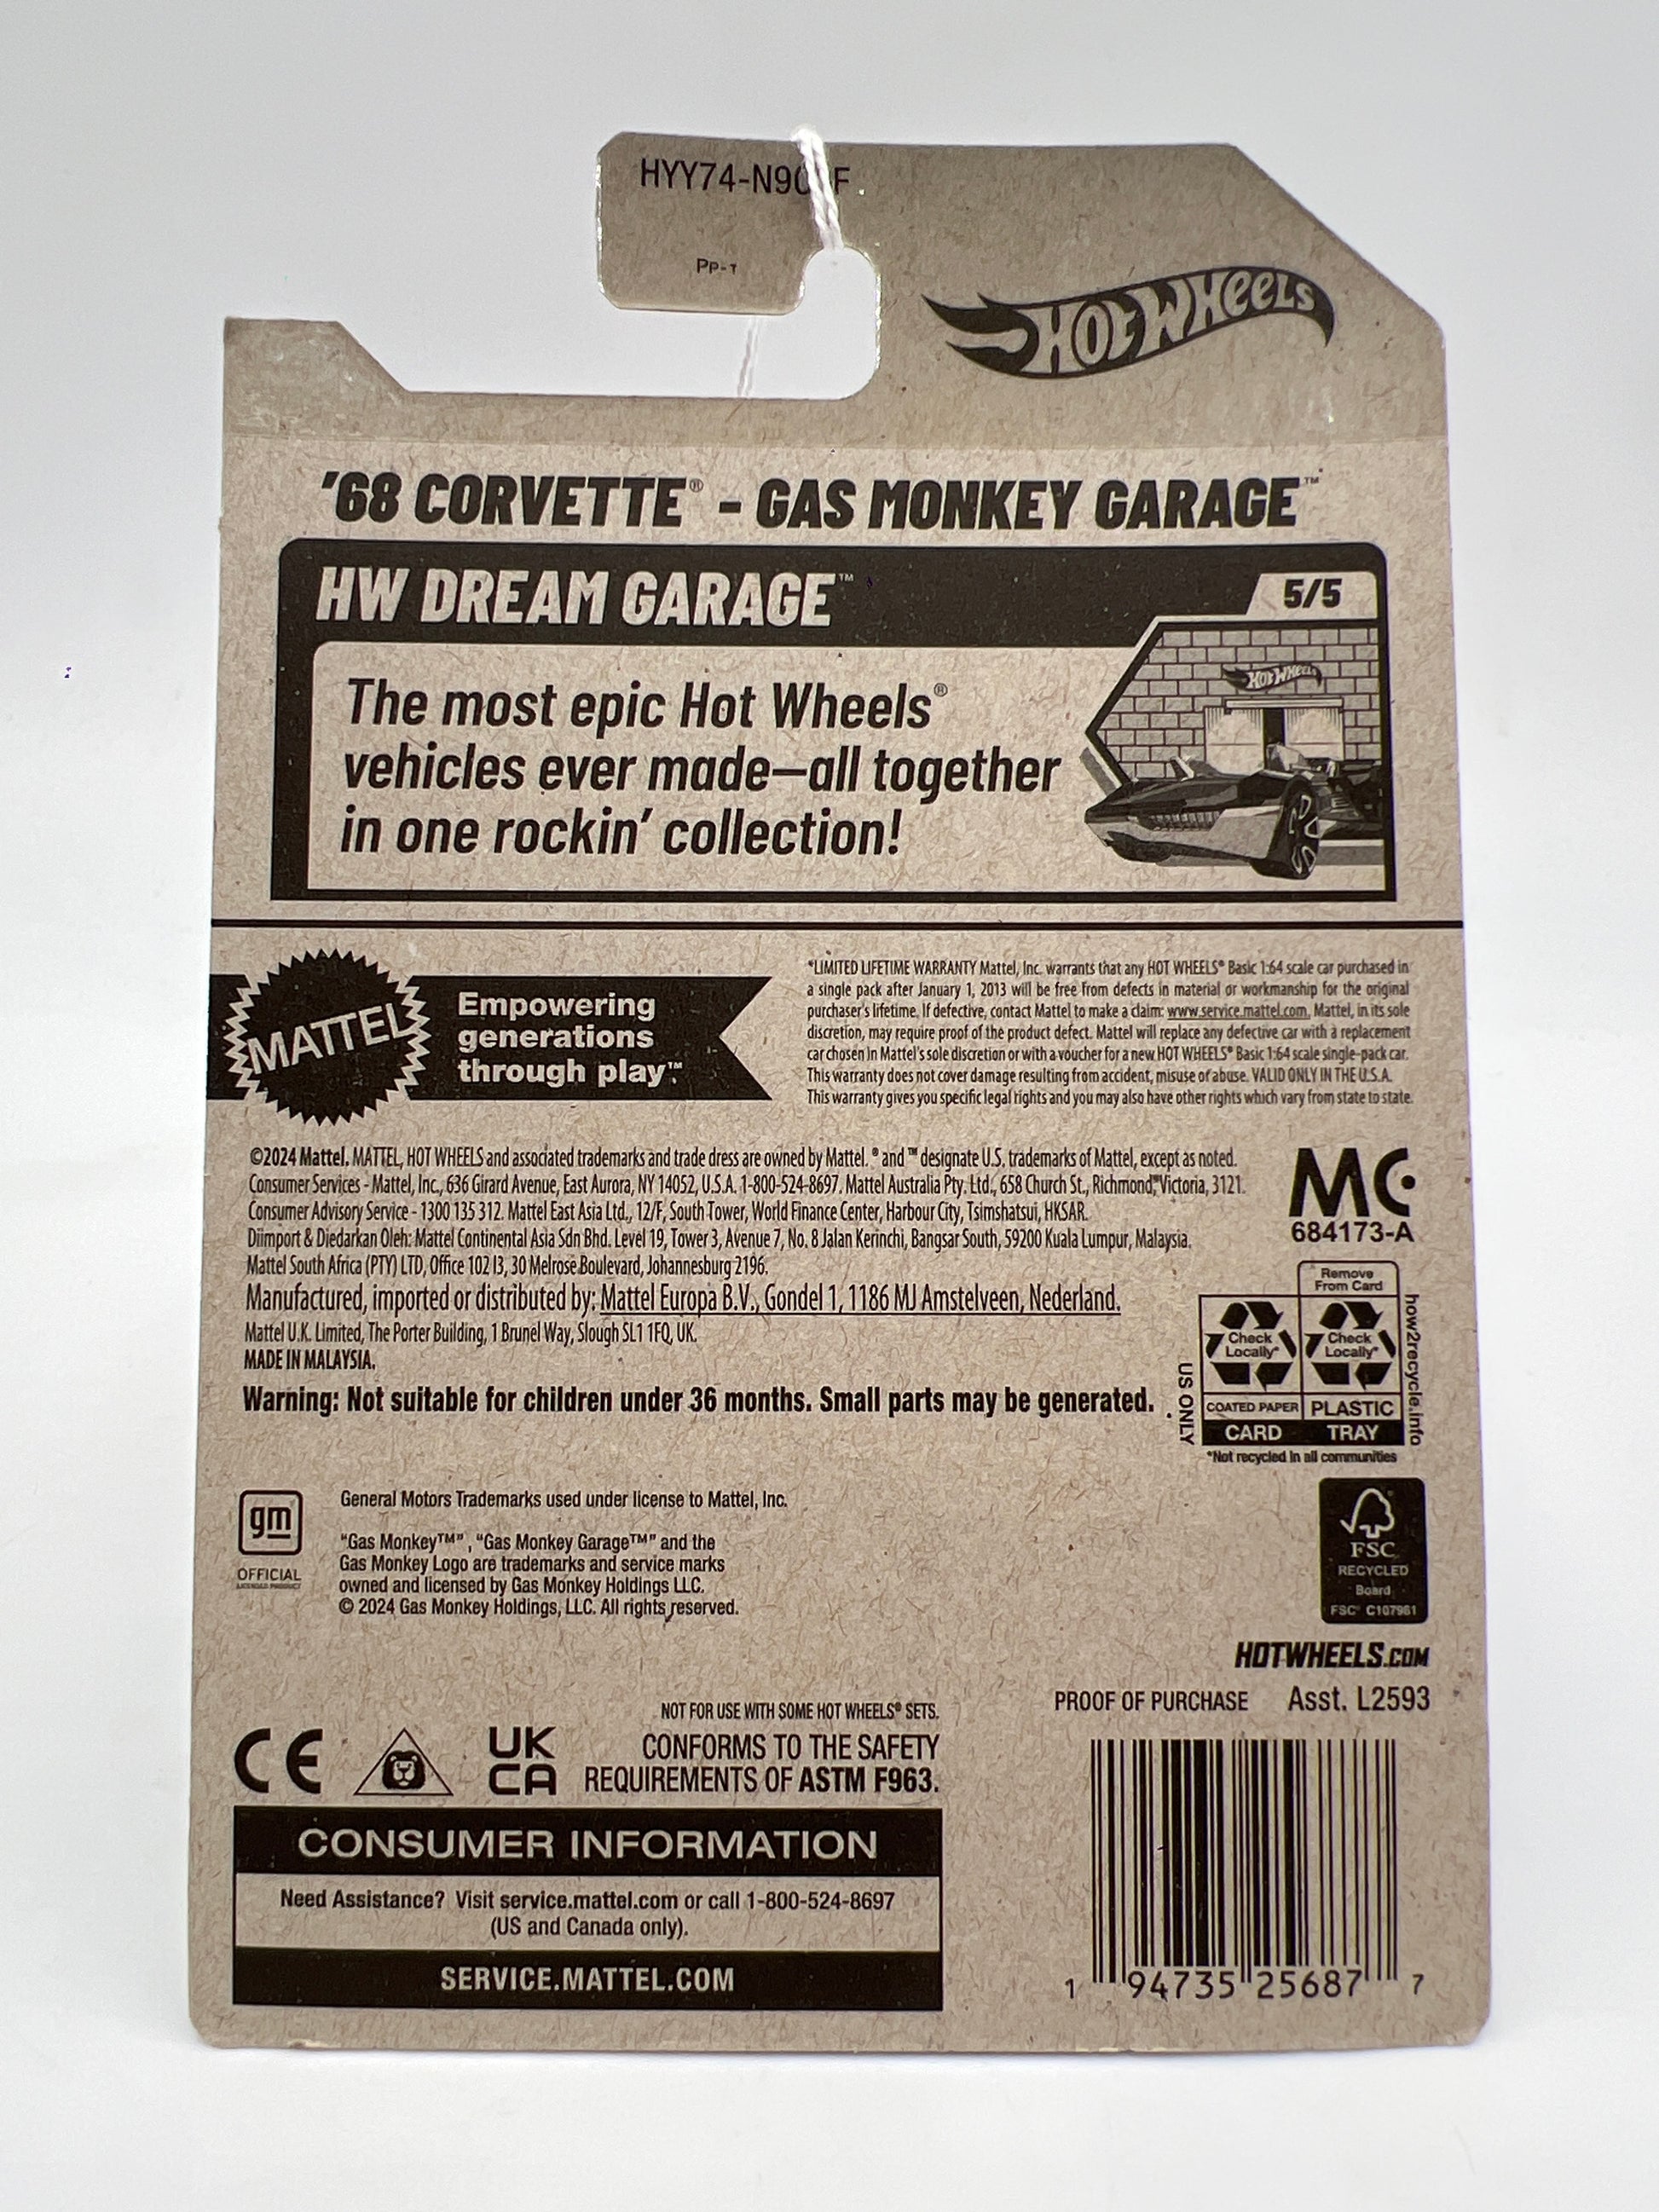 HYY74-N9
Pp-1
Hot Wheels
'68 CORVETTE® - GAS MONKEY GARAGE™
HW DREAM GARAGE™
5/5
Hot Wheels
The most epic Hot Wheels®
vehicles ever made—all together
in one rockin' collection!
MATTEL
Empowering
generations
through play™
*LIMITED LIFETIME WARRANTY Mattel, Inc. warrants that any HOT WHEELS® Basic 1:64 scale car purchased in
a single pack after January 1, 2013 will be free from defects in material or workmanship for the original
purchaser's lifetime. If defective, contact Mattel to make a claim: www.service.mattel.com. Mattel, in its sole
discretion, may require proof of the product defect. Mattel will replace any defective car with a replacement
car chosen in Mattel's sole discretion or with a voucher for a new HOT WHEELS® Basic 1:64 scale single-pack car.
This warranty does not cover damage resulting from accident, misuse or abuse. VALID ONLY IN THE U.S.A.
This warranty gives you specific legal rights and you may also have other rights which vary from state to state.
©2024 Mattel. MATTEL, HOT WHEELS and associated trademarks and trade dress are owned by Mattel. ® and ™ designate U.S. trademarks of Mattel, except as noted.
Consumer Services - Mattel, Inc., 636 Girard Avenue, East Aurora, NY 14052, U.S.A. 1-800-524-8697. Mattel Australia Pty. Ltd., 658 Church St., Richmond, Victoria, 3121.
Consumer Advisory Service - 1300 135 312. Mattel East Asia Ltd., 12/F, South Tower, World Finance Center, Harbour City, Tsimshatsui, HKSAR.
Diimport & Diedarkan Oleh: Mattel Continental Asia Sdn Bhd. Level 19, Tower 3, Avenue 7, No. 8 Jalan Kerinchi, Bangsar South, 59200 Kuala Lumpur, Malaysia.
Mattel South Africa (PTY) LTD, Office 102 I3, 30 Melrose Boulevard, Johannesburg 2196.
Manufactured, imported or distributed by: Mattel Europa B.V., Gondel 1, 1186 MJ Amstelveen, Nederland.
Mattel U.K. Limited, The Porter Building, 1 Brunel Way, Slough SL1 1FQ, UK.
MADE IN MALAYSIA.
Warning: Not suitable for children under 36 months. Small parts may be generated.
MC
684173-A
Remove
From Card
Check
Locally*
Check
Locally*
COATED PAPER
PLASTIC
CARD
TRAY
US ONLY
how2recycle.info
*Not recycled in all communities
gm
OFFICIAL
LICENSED PRODUCT
General Motors Trademarks used under license to Mattel, Inc.
"Gas Monkey™", "Gas Monkey Garage™" and the
Gas Monkey Logo are trademarks and service marks
owned and licensed by Gas Monkey Holdings LLC.
© 2024 Gas Monkey Holdings, LLC. All rights reserved.
FSC
RECYCLED
Board
FSC® C107981
HOTWHEELS.COM
PROOF OF PURCHASE Asst. L2593
NOT FOR USE WITH SOME HOT WHEELS® SETS.
CE
UK
CA
CONFORMS TO THE SAFETY
REQUIREMENTS OF ASTM F963.
CONSUMER INFORMATION
Need Assistance? Visit service.mattel.com or call 1-800-524-8697
(US and Canada only).
SERVICE.MATTEL.COM
1 94735 25687 7